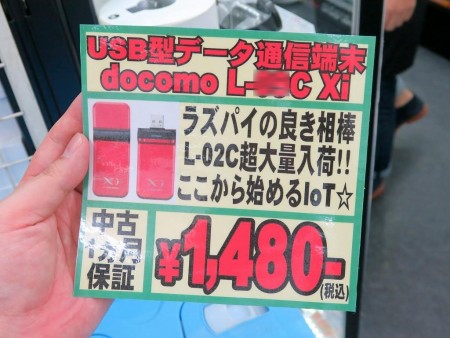 USB型データ通信端末
docomo L-C Xi
ラズパイの良き相棒
L-02C超大量入荷!!
ここから始めるIoT☆
中古
1ヶ月
保証
¥1,480-
(税込)